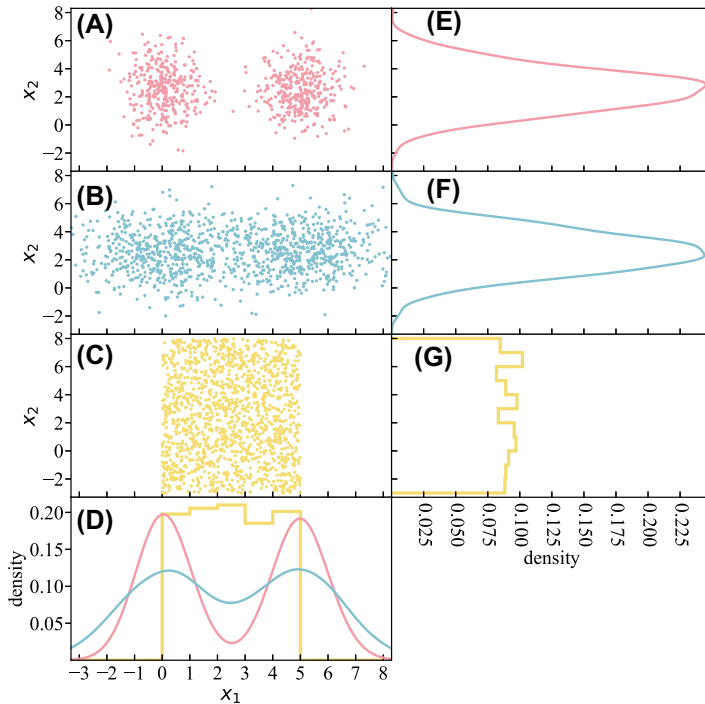 (A)
8
6
4
2
0
−2
x2
(E)
(B)
8
6
4
2
0
−2
x2
(F)
(C)
8
6
4
2
0
−2
x2
(G)
0.025
0.050
0.075
0.100
0.125
0.150
0.175
0.200
0.225
density
(D)
0.20
0.15
0.10
0.05
density
−3 −2 −1 0 1 2 3 4 5 6 7 8
x1